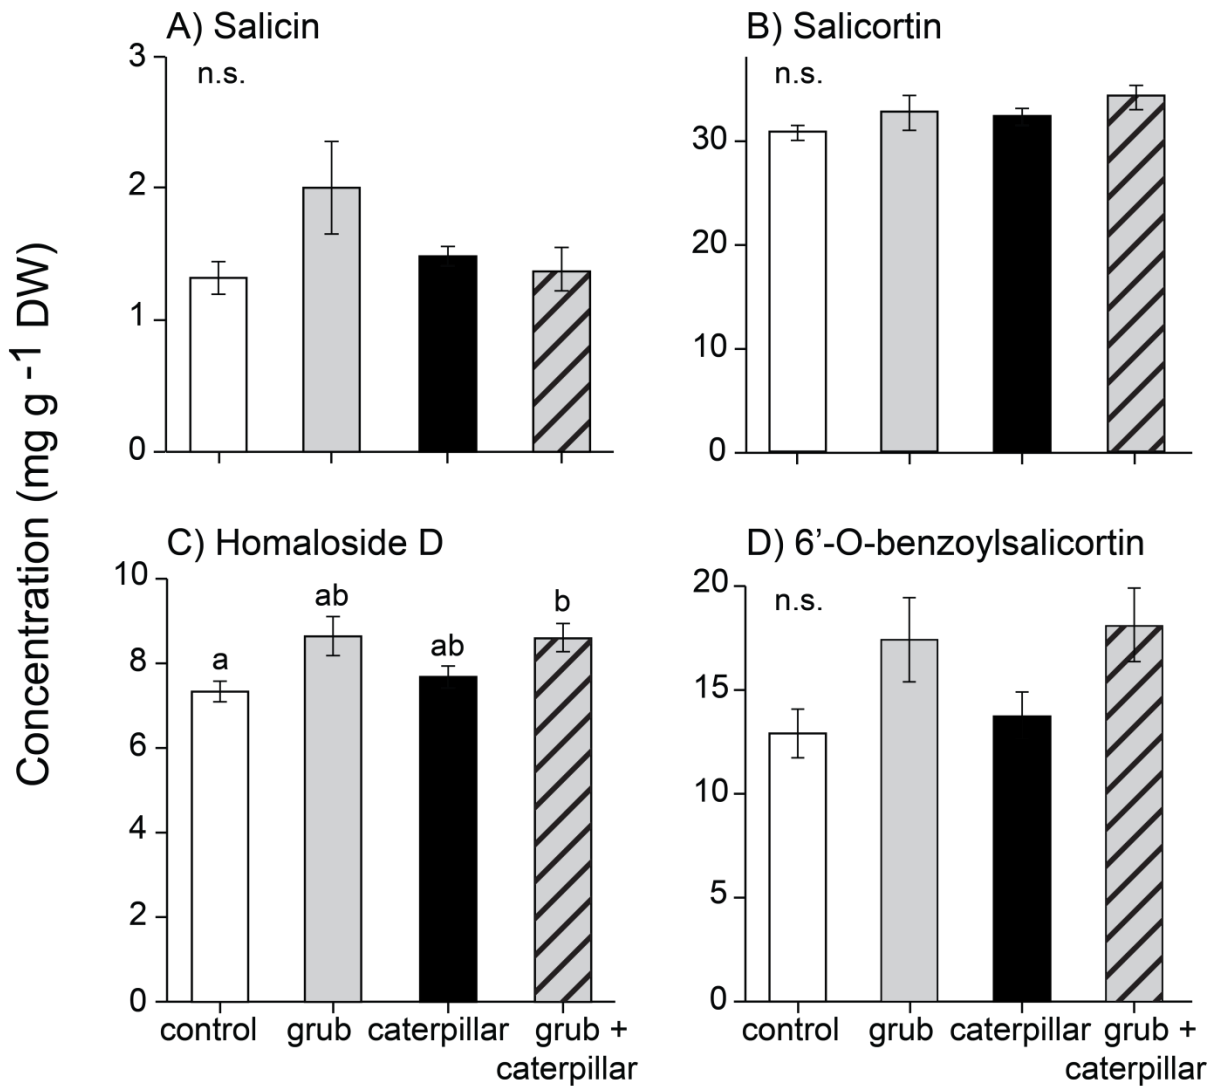 A) Salicin
B) Salicortin
3
n.s.
2
1
0
n.s.
30
20
10
0
Concentration (mg g -1 DW)
C) Homaloside D
D) 6’-O-benzoylsalicortin
10
8
6
4
2
0
a
ab
ab
b
control
grub
caterpillar
grub +
caterpillar
20
15
10
5
0
n.s.
control
grub
caterpillar
grub +
caterpillar